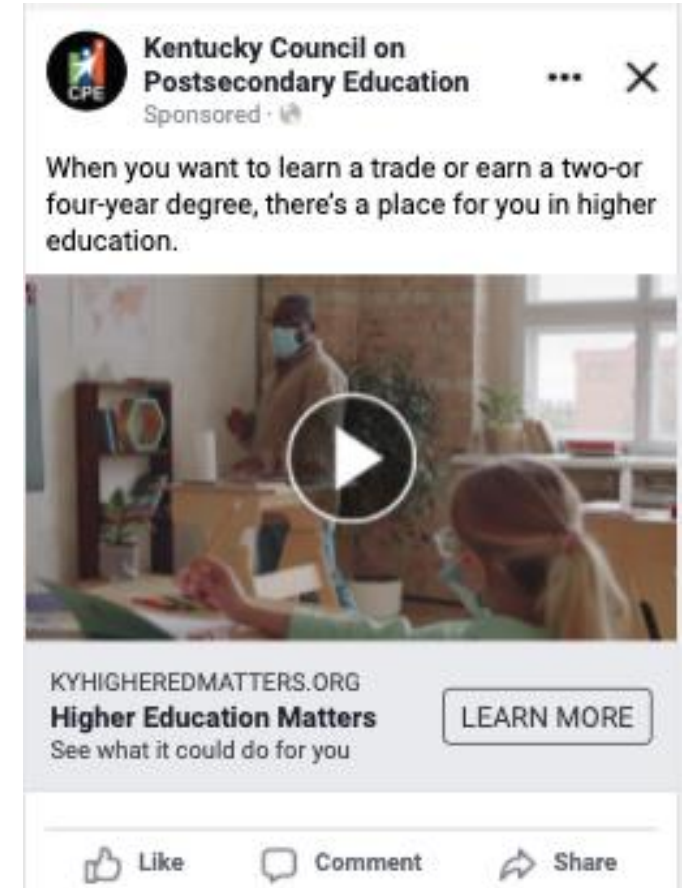 Kentucky Council on
Postsecondary Education
CPE
Sponsored ·
When you want to learn a trade or earn a two-or
four-year degree, there's a place for you in higher
education.
KYHIGHEREDMATTERS.ORG
Higher Education Matters
See what it could do for you
LEARN MORE
Like
Comment
Share